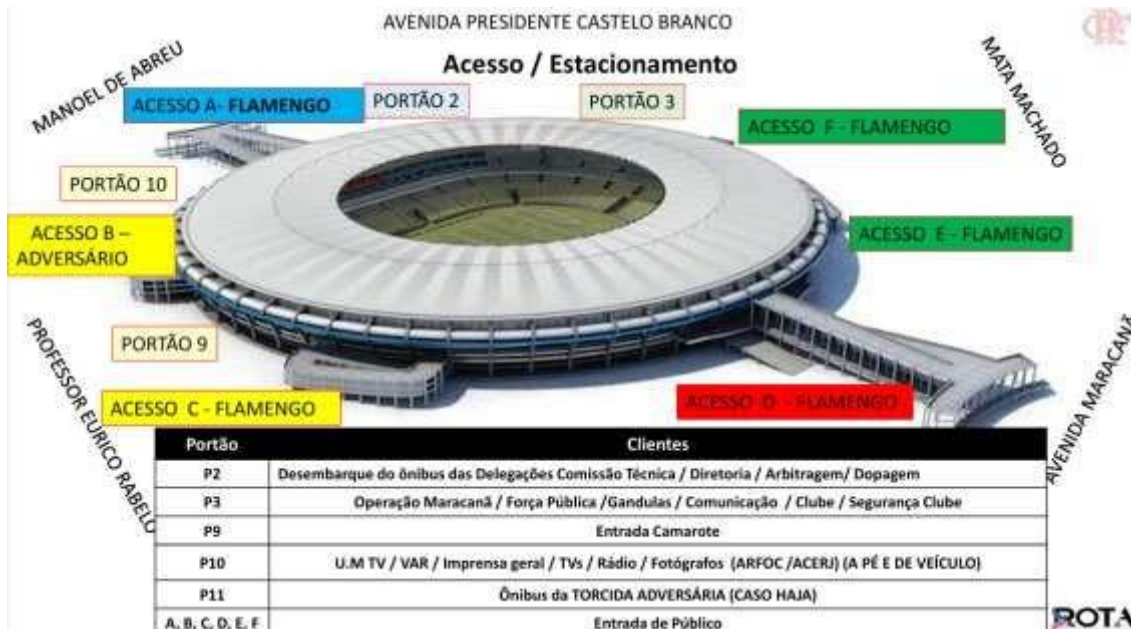 AVENIDA PRESIDENTE CASTELO BRANCO
Acesso / Estacionamento
MANOEL DE ABREU
MATA MACHADO
ACESSO A- FLAMENGO
PORTÃO 2
PORTÃO 3
ACESSO F - FLAMENGO
PORTÃO 10
ACESSO B –
ADVERSÁRIO
ACESSO E - FLAMENGO
PORTÃO 9
PROFESSOR EURICO RABELO
AVENIDA MARACANÃ
ACESSO C - FLAMENGO
ACESSO D - FLAMENGO
Portão Clientes
P2 Desembarque do ônibus das Delegações Comissão Técnica / Diretoria / Arbitragem/ Dopagem
P3 Operação Maracanã / Força Pública /Gandulas / Comunicação / Clube / Segurança Clube
P9 Entrada Camarote
P10 U.M TV / VAR / Imprensa geral / TVs / Rádio / Fotógrafos (ARFOC /ACERJ) (A PÉ E DE VEÍCULO)
P11 Ônibus da TORCIDA ADVERSÁRIA (CASO HAJA)
A, B, C, D, E, F Entrada de Público
ROTA